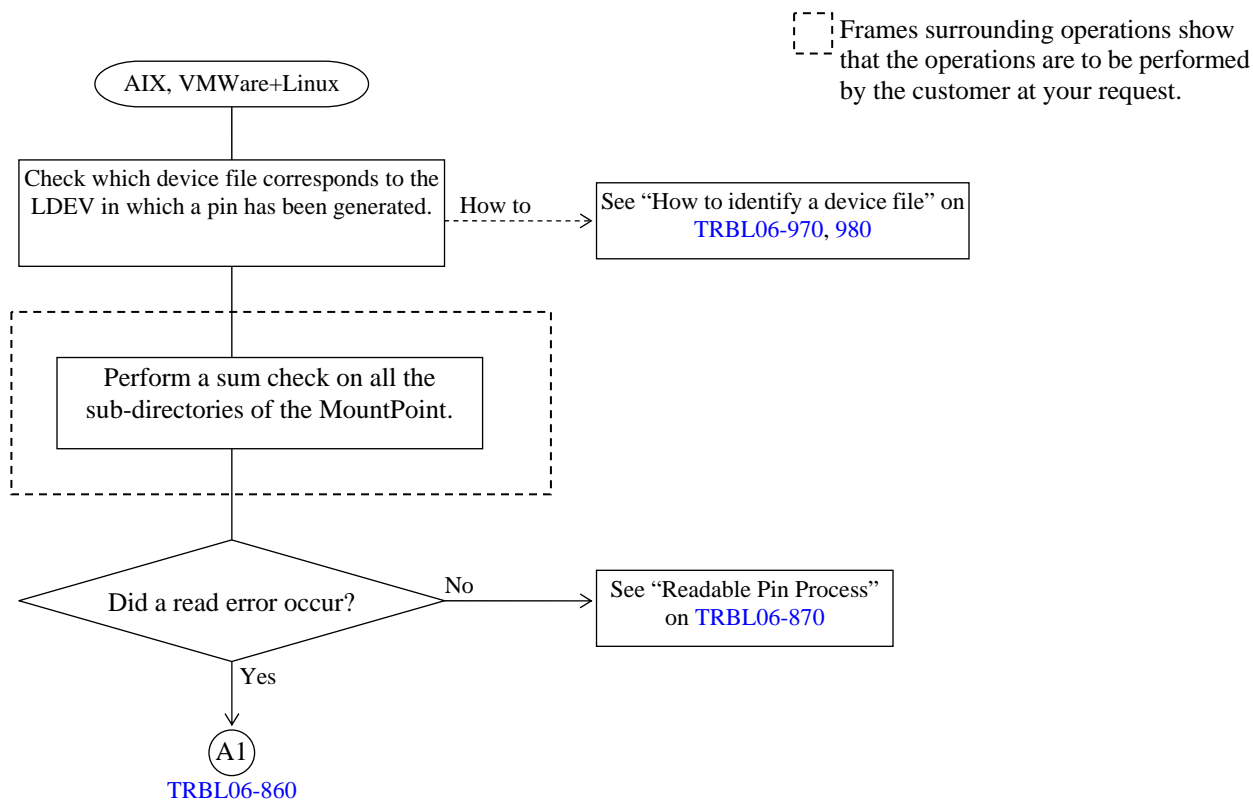 Frames surrounding operations show
that the operations are to be performed
by the customer at your request.
AIX, VMWare+Linux
Check which device file corresponds to the
LDEV in which a pin has been generated.
How to
See “How to identify a device file” on
TRBL06-970, 980
Perform a sum check on all the
sub-directories of the MountPoint.
Did a read error occur?
No
See “Readable Pin Process”
on TRBL06-870
Yes
A1
TRBL06-860